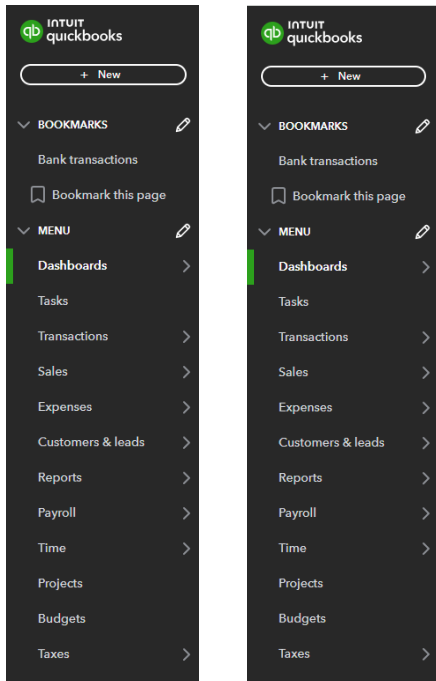 INTUIT
quickbooks
+ New
BOOKMARKS
Bank transactions
Bookmark this page
MENU
Dashboards
Tasks
Transactions
Sales
Expenses
Customers & leads
Reports
Payroll
Time
Projects
Budgets
Taxes
INTUIT
quickbooks
+ New
BOOKMARKS
Bank transactions
Bookmark this page
MENU
Dashboards
Tasks
Transactions
Sales
Expenses
Customers & leads
Reports
Payroll
Time
Projects
Budgets
Taxes